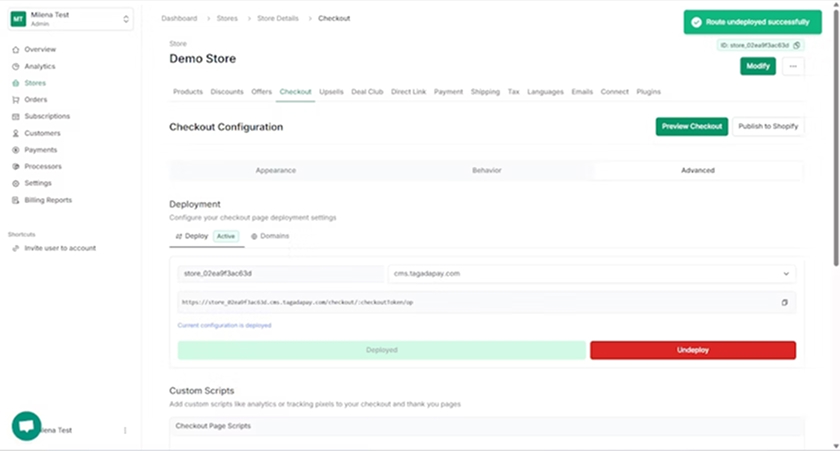 MT
Milena Test
Admin
Overview
Analytics
Stores
Orders
Subscriptions
Customers
Payments
Processors
Settings
Billing Reports
Shortcuts
Invite user to account
Milena Test
Dashboard > Stores > Store Details > Checkout
Route undeployed successfully
Store
ID: store_02ea9f3ac63d
Demo Store
Modify
...
Products Discounts Offers Checkout Upsells Deal Club Direct Link Payment Shipping Tax Languages Emails Connect Plugins
Checkout Configuration
Preview Checkout
Publish to Shopify
Appearance Behavior Advanced
Deployment
Configure your checkout page deployment settings
Deploy Active Domains
store_02ea9f3ac63d cms.tagadapay.com
https://store_02ea9f3ac63d.cms.tagadapay.com/checkout/:checkoutToken/op
Current configuration is deployed
Deployed Undeploy
Custom Scripts
Add custom scripts like analytics or tracking pixels to your checkout and thank you pages
Checkout Page Scripts